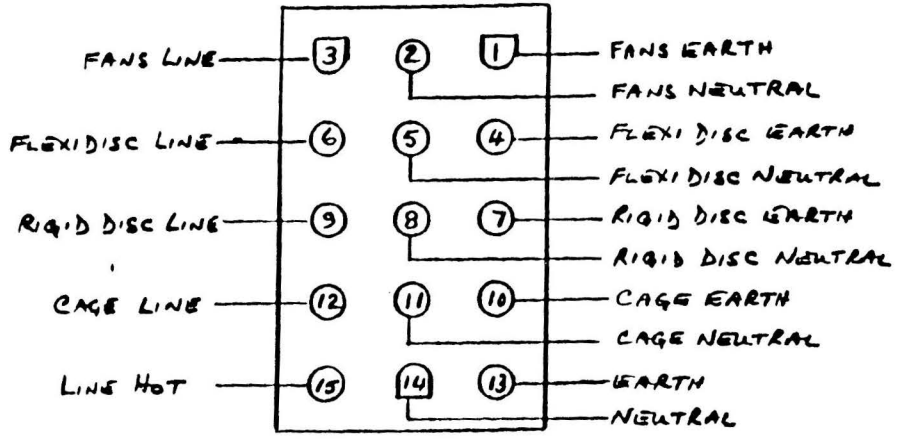 FANS LINE 3 2 1 FANS EARTH
FANS NEUTRAL
FLEXIDISC LINE 6 5 4 FLEXI DISC EARTH
FLEXI DISC NEUTRAL
RIGID DISC LINE 9 8 7 RIGID DISC EARTH
RIGID DISC NEUTRAL
CAGE LINE 12 11 10 CAGE EARTH
CAGE NEUTRAL
LINE HOT 15 14 13 EARTH
NEUTRAL